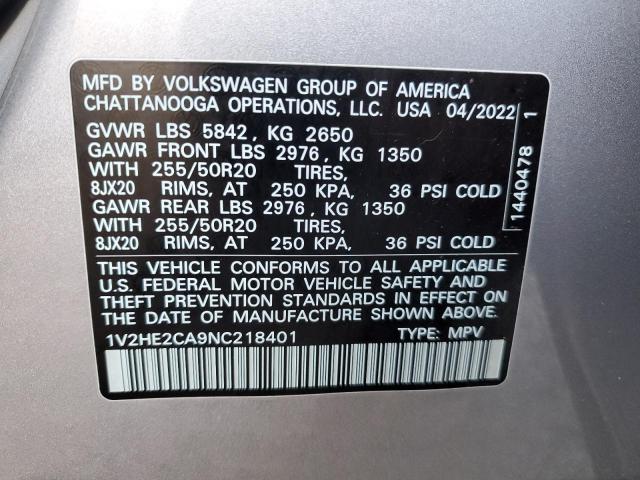 MFD BY VOLKSWAGEN GROUP OF AMERICA
CHATTANOOGA OPERATIONS, LLC. USA 04/2022
GVWR LBS 5842, KG 2650
GAWR FRONT LBS 2976, KG 1350
WITH 255/50R20 TIRES,
8JX20 RIMS, AT 250 KPA, 36 PSI COLD
GAWR REAR LBS 2976, KG 1350
WITH 255/50R20 TIRES,
8JX20 RIMS, AT 250 KPA, 36 PSI COLD
THIS VEHICLE CONFORMS TO ALL APPLICABLE
U.S. FEDERAL MOTOR VEHICLE SAFETY AND
THEFT PREVENTION STANDARDS IN EFFECT ON
THE DATE OF MANUFACTURE SHOWN ABOVE.
1V2HE2CA9NC218401 TYPE: MPV
1440478 1